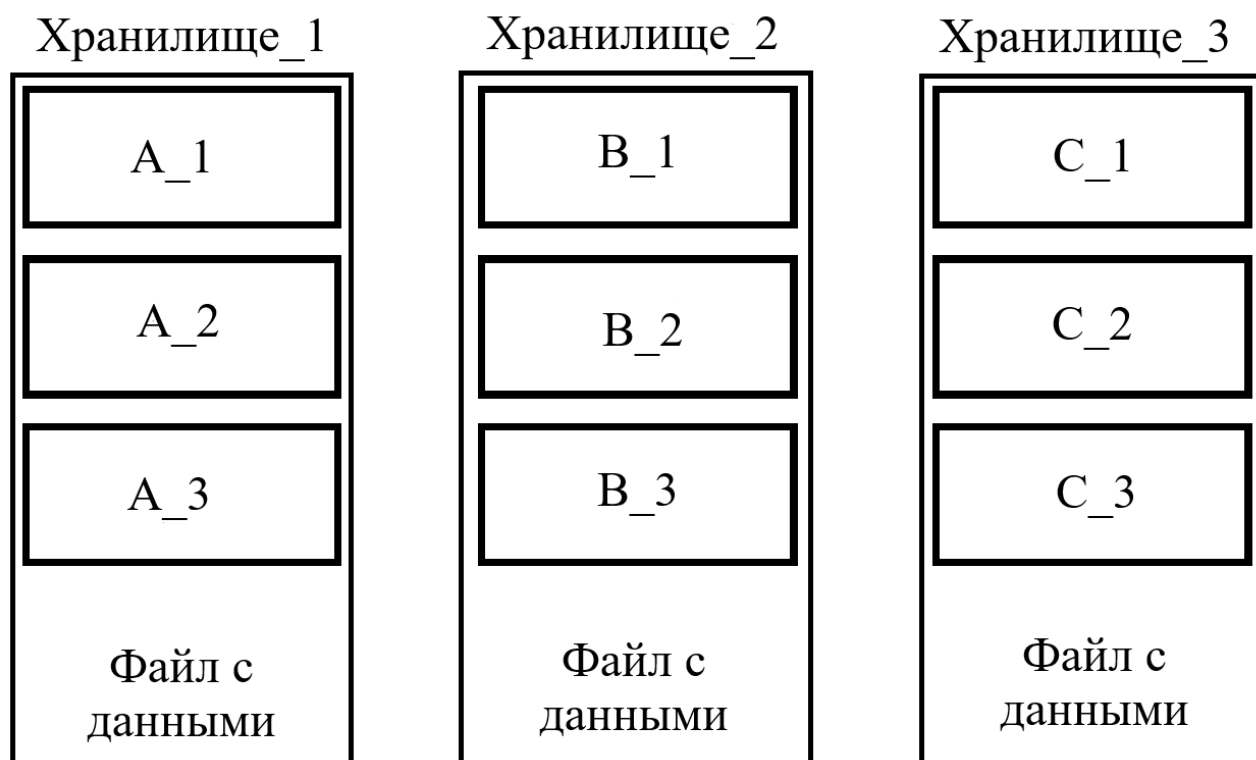 Хранилище_1
Хранилище_2
Хранилище_3
A_1
B_1
C_1
A_2
B_2
C_2
A_3
B_3
C_3
Файл с
данными
Файл с
данными
Файл с
данными